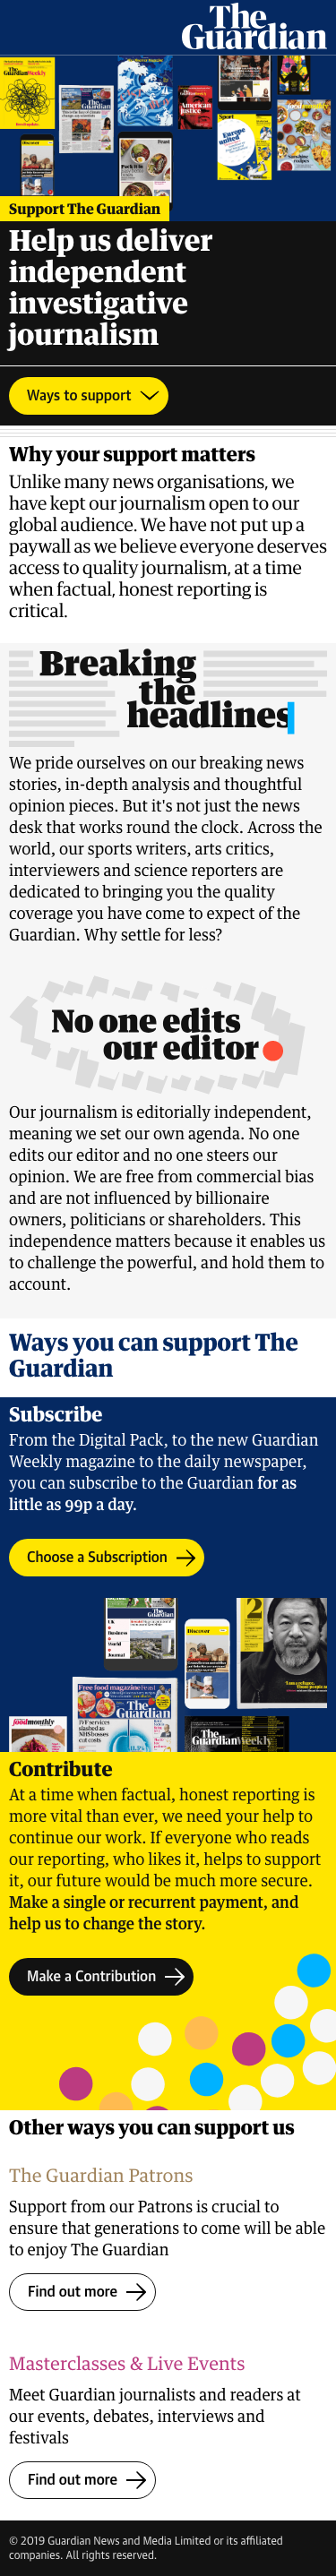 The
Guardian
Support The Guardian
Help us deliver
independent
investigative
journalism
Ways to support
Why your support matters
Unlike many news organisations, we
have kept our journalism open to our
global audience. We have not put up a
paywall as we believe everyone deserves
access to quality journalism, at a time
when factual, honest reporting is
critical.
Breaking
the
headlines
We pride ourselves on our breaking news
stories, in-depth analysis and thoughtful
opinion pieces. But it's not just the news
desk that works round the clock. Across the
world, our sports writers, arts critics,
interviewers and science reporters are
dedicated to bringing you the quality
coverage you have come to expect of the
Guardian. Why settle for less?
No one edits
our editor
Our journalism is editorially independent,
meaning we set our own agenda. No one
edits our editor and no one steers our
opinion. We are free from commercial bias
and are not influenced by billionaire
owners, politicians or shareholders. This
independence matters because it enables us
to challenge the powerful, and hold them to
account.
Ways you can support The
Guardian
Subscribe
From the Digital Pack, to the new Guardian
Weekly magazine to the daily newspaper,
you can subscribe to the Guardian for as
little as 99p a day.
Choose a Subscription
Discover
The Guardian
Free food magazine
The Guardian
food monthly
The Guardian Weekly
Contribute
At a time when factual, honest reporting is
more vital than ever, we need your help to
continue our work. If everyone who reads
our reporting, who likes it, helps to support
it, our future would be much more secure.
Make a single or recurrent payment, and
help us to change the story.
Make a Contribution
Other ways you can support us
The Guardian Patrons
Support from our Patrons is crucial to
ensure that generations to come will be able
to enjoy The Guardian
Find out more
Masterclasses & Live Events
Meet Guardian journalists and readers at
our events, debates, interviews and
festivals
Find out more
© 2019 Guardian News and Media Limited or its affiliated
companies. All rights reserved.